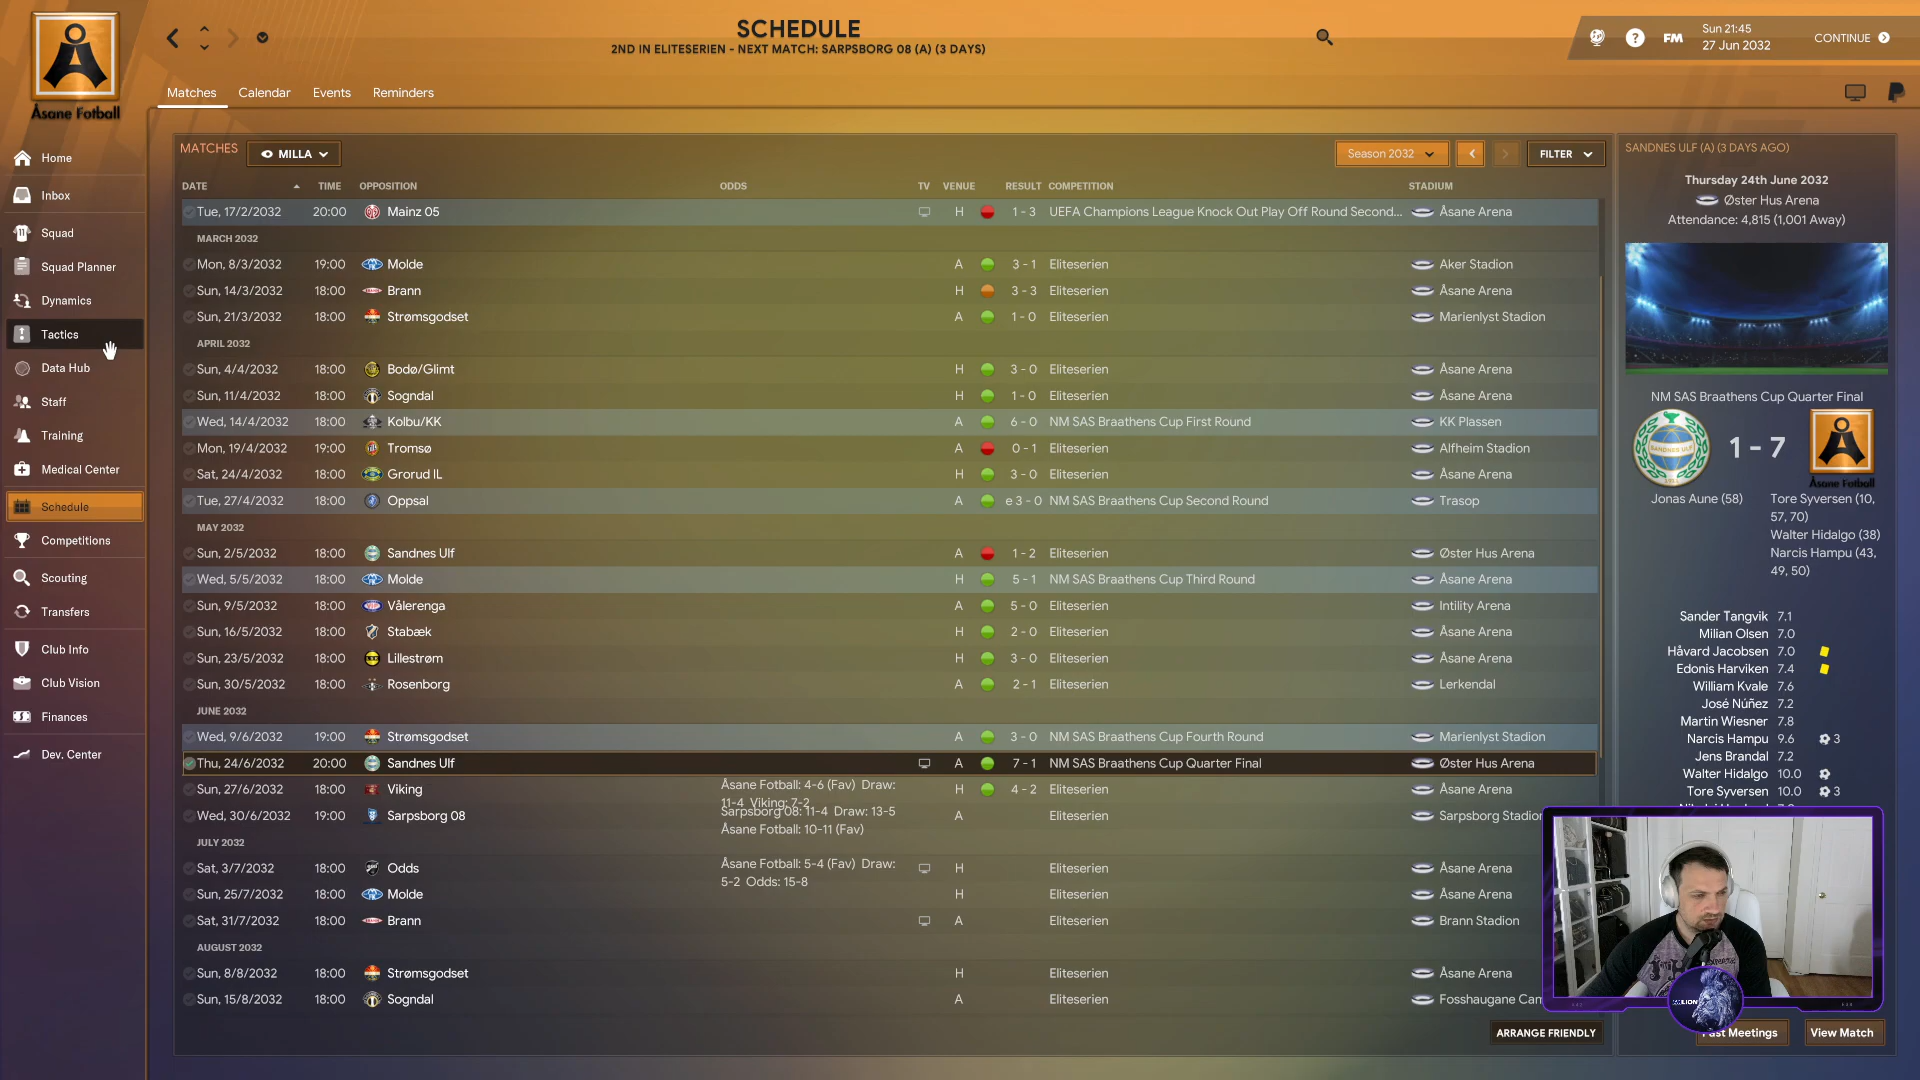 SCHEDULE
2ND IN ELITESERIEN - NEXT MATCH: SARPSBORG 08 (A) (3 DAYS)
FM
Sun 21:45
27 Jun 2032
CONTINUE
Åsane Fotball
Matches
Calendar
Events
Reminders
Home
Inbox
Squad
Squad Planner
Dynamics
Tactics
Data Hub
Staff
Training
Medical Center
Schedule
Competitions
Scouting
Transfers
Club Info
Club Vision
Finances
Dev. Center
MATCHES
MILLA
Season 2032
FILTER
DATE TIME OPPOSITION ODDS TV VENUE RESULT COMPETITION STADIUM
Tue, 17/2/2032 20:00 Mainz 05 H 1 - 3 UEFA Champions League Knock Out Play Off Round Second... Åsane Arena
MARCH 2032
Mon, 8/3/2032 19:00 Molde A 3 - 1 Eliteserien Aker Stadion
Sun, 14/3/2032 18:00 Brann H 3 - 3 Eliteserien Åsane Arena
Sun, 21/3/2032 18:00 Strømsgodset A 1 - 0 Eliteserien Marienlyst Stadion
APRIL 2032
Sun, 4/4/2032 18:00 Bodø/Glimt H 3 - 0 Eliteserien Åsane Arena
Sun, 11/4/2032 18:00 Sogndal H 1 - 0 Eliteserien Åsane Arena
Wed, 14/4/2032 18:00 Kolbu/KK A 6 - 0 NM SAS Braathens Cup First Round KK Plassen
Mon, 19/4/2032 19:00 Tromsø A 0 - 1 Eliteserien Alfheim Stadion
Sat, 24/4/2032 18:00 Grorud IL H 3 - 0 Eliteserien Åsane Arena
Tue, 27/4/2032 18:00 Oppsal A e 3 - 0 NM SAS Braathens Cup Second Round Trasop
MAY 2032
Sun, 2/5/2032 18:00 Sandnes Ulf A 1 - 2 Eliteserien Øster Hus Arena
Wed, 5/5/2032 18:00 Molde H 5 - 1 NM SAS Braathens Cup Third Round Åsane Arena
Sun, 9/5/2032 18:00 Vålerenga A 5 - 0 Eliteserien Intility Arena
Sun, 16/5/2032 18:00 Stabæk H 2 - 0 Eliteserien Åsane Arena
Sun, 23/5/2032 18:00 Lillestrøm H 3 - 0 Eliteserien Åsane Arena
Sun, 30/5/2032 18:00 Rosenborg A 2 - 1 Eliteserien Lerkendal
JUNE 2032
Wed, 9/6/2032 19:00 Strømsgodset A 3 - 0 NM SAS Braathens Cup Fourth Round Marienlyst Stadion
Thu, 24/6/2032 20:00 Sandnes Ulf A 7 - 1 NM SAS Braathens Cup Quarter Final Øster Hus Arena
Sun, 27/6/2032 18:00 Viking Åsane Fotball: 4-6 (Fav) Draw: H 4 - 2 Eliteserien Åsane Arena
11-4 Viking: 7-2
Wed, 30/6/2032 19:00 Sarpsborg 08 Sarpsborg 08: 11-4 Draw: 13-5 A Eliteserien Sarpsborg Stadion
Åsane Fotball: 10-11 (Fav)
JULY 2032
Sat, 3/7/2032 18:00 Odds Åsane Fotball: 5-4 (Fav) Draw: H Eliteserien Åsane Arena
5-2 Odds: 15-8
Sun, 25/7/2032 18:00 Molde H Eliteserien Åsane Arena
Sat, 31/7/2032 18:00 Brann A Eliteserien Brann Stadion
AUGUST 2032
Sun, 8/8/2032 18:00 Strømsgodset H Eliteserien Åsane Arena
Sun, 15/8/2032 18:00 Sogndal A Eliteserien Fosshaugane Cam
ARRANGE FRIENDLY
SANDNES ULF (A) (3 DAYS AGO)
Thursday 24th June 2032
Øster Hus Arena
Attendance: 4,815 (1,001 Away)
NM SAS Braathens Cup Quarter Final
SANDNES ULF
1 - 7
Åsane Fotball
Jonas Aune (58)
Tore Syversen (10,
57, 70)
Walter Hidalgo (38)
Narcis Hampu (43,
49, 50)
Sander Tangvik 7.1
Milian Olsen 7.0
Håvard Jacobsen 7.0
Edonis Harviken 7.4
William Kvale 7.6
José Núñez 7.2
Martin Wiesner 7.8
Narcis Hampu 9.6 3
Jens Brandal 7.2
Walter Hidalgo 10.0
Tore Syversen 10.0 3
Past Meetings
View Match